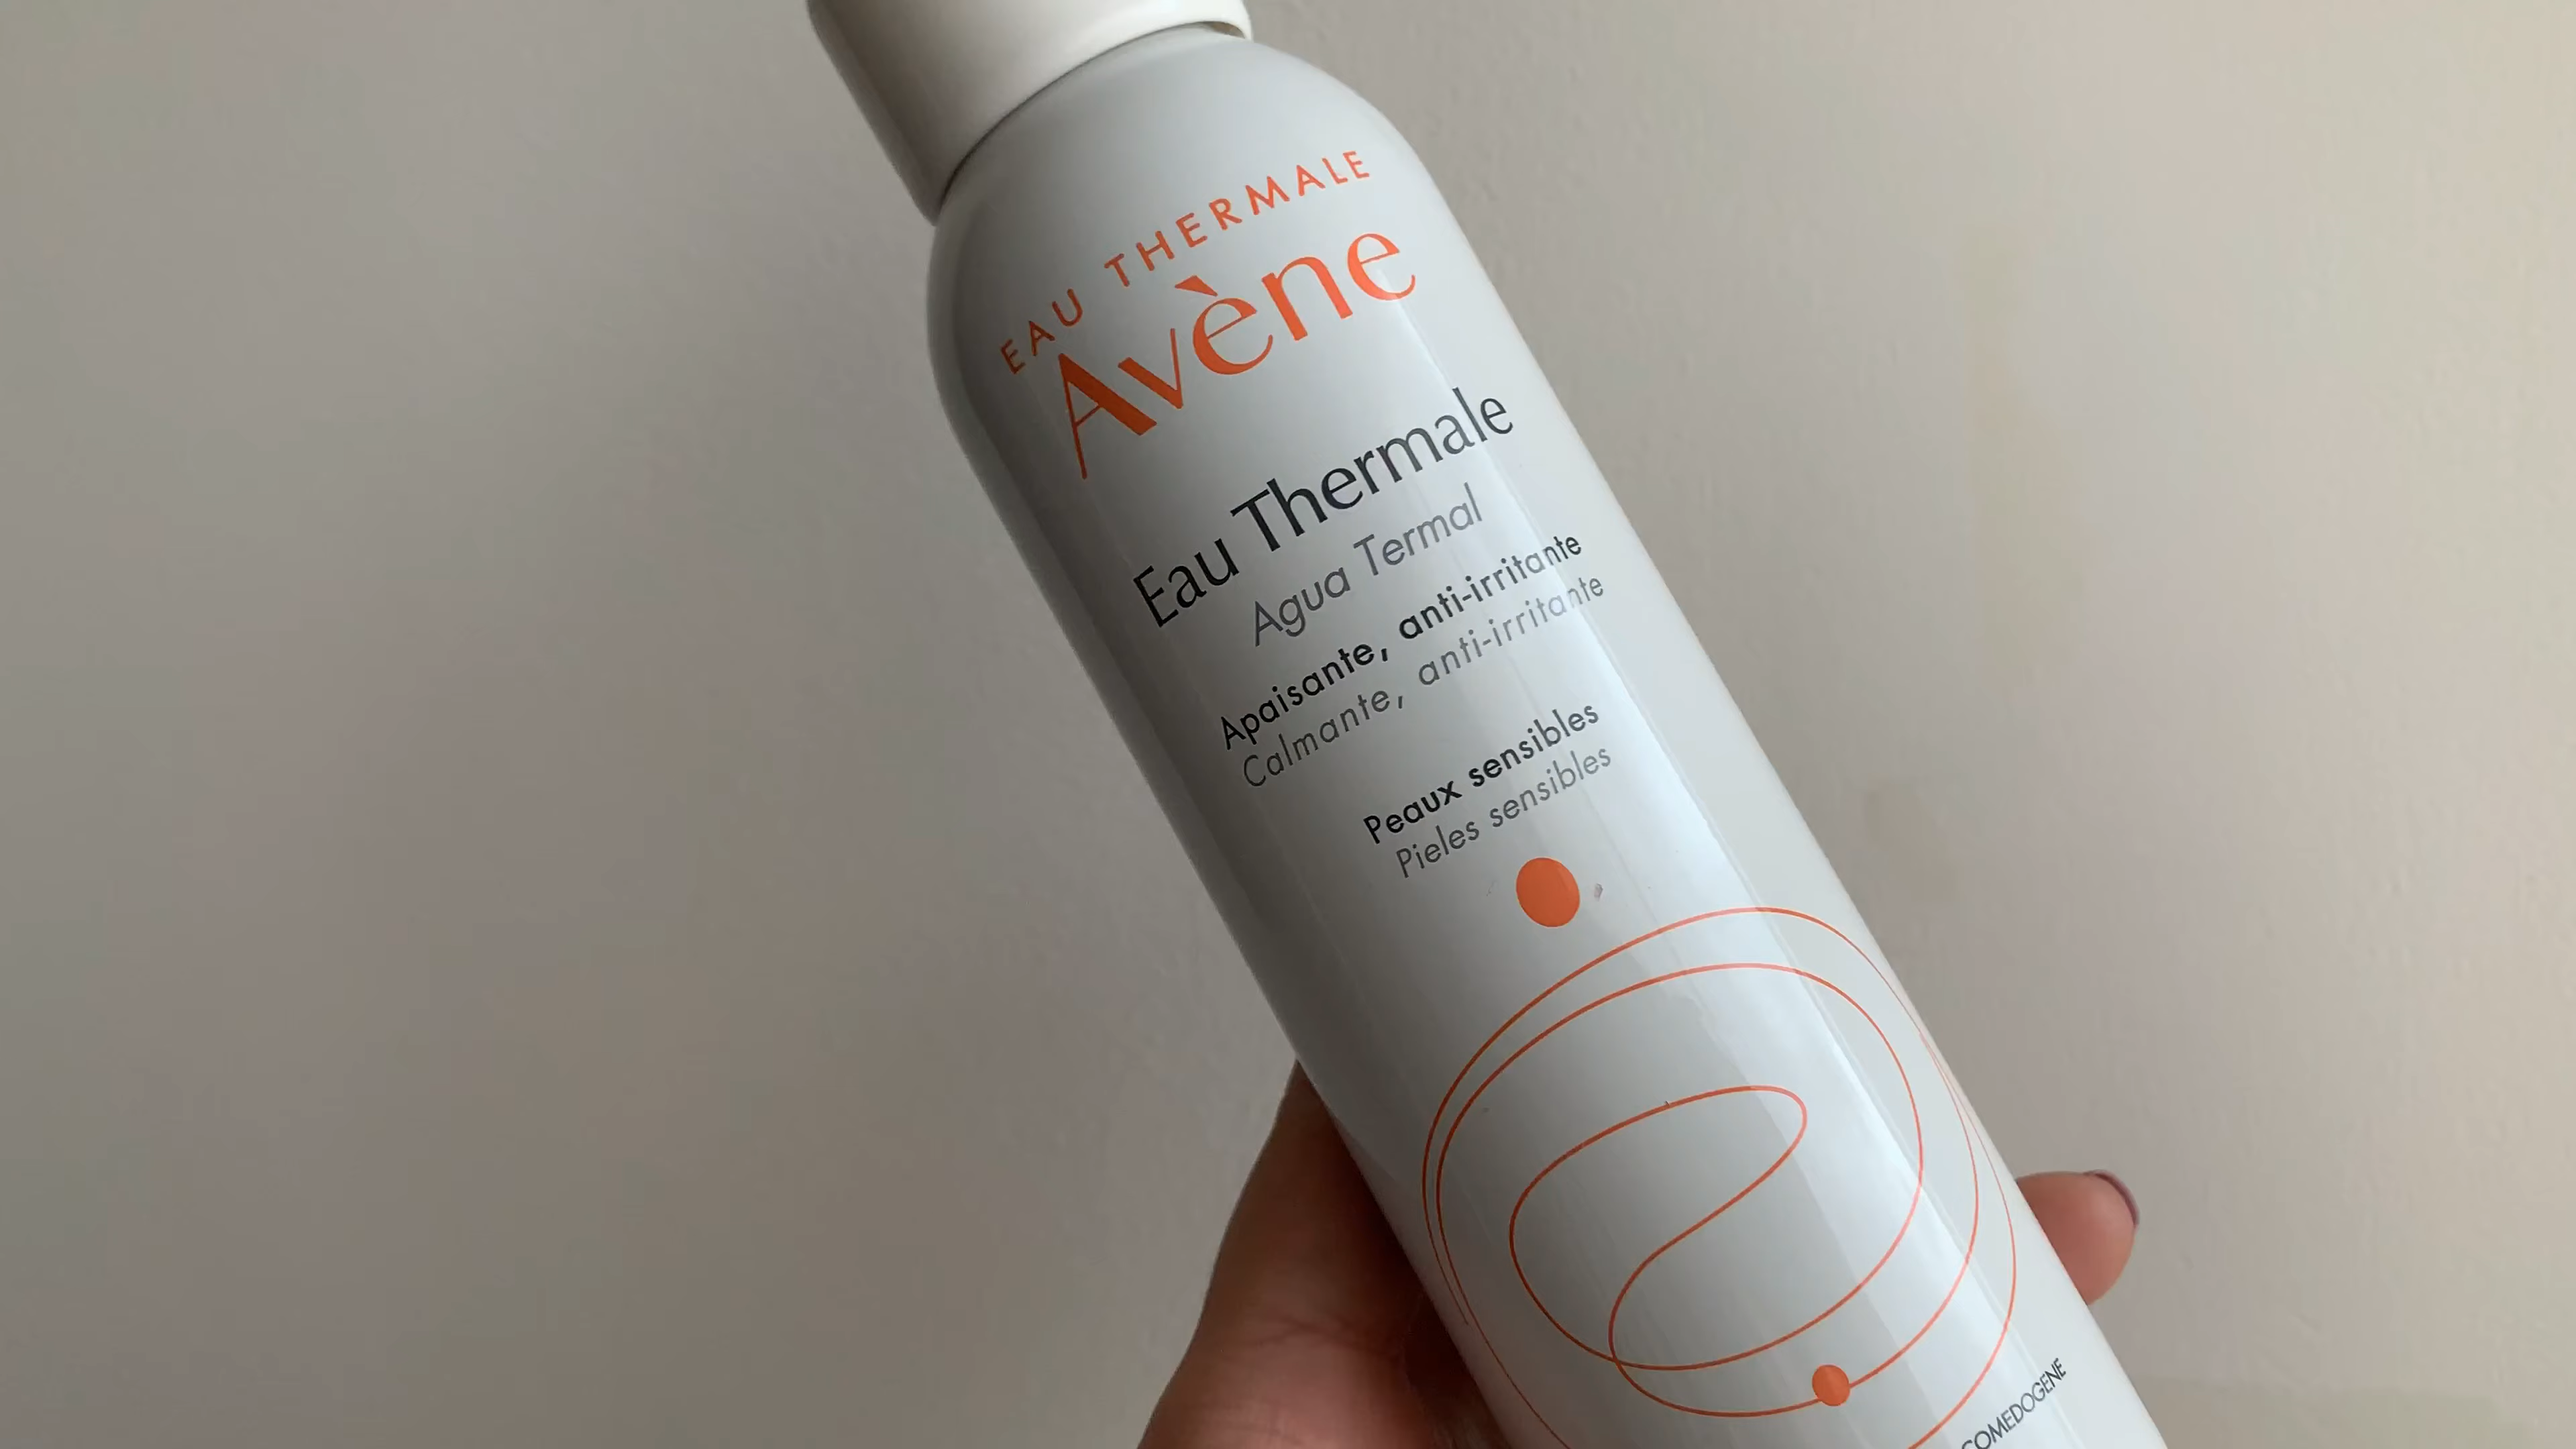 EAU THERMALE
Avène
Eau Thermale
Agua Termal
Apaisante, anti-irritante
Calmante, anti-irritante
Peaux sensibles
Pieles sensibles
COMEDOGENE